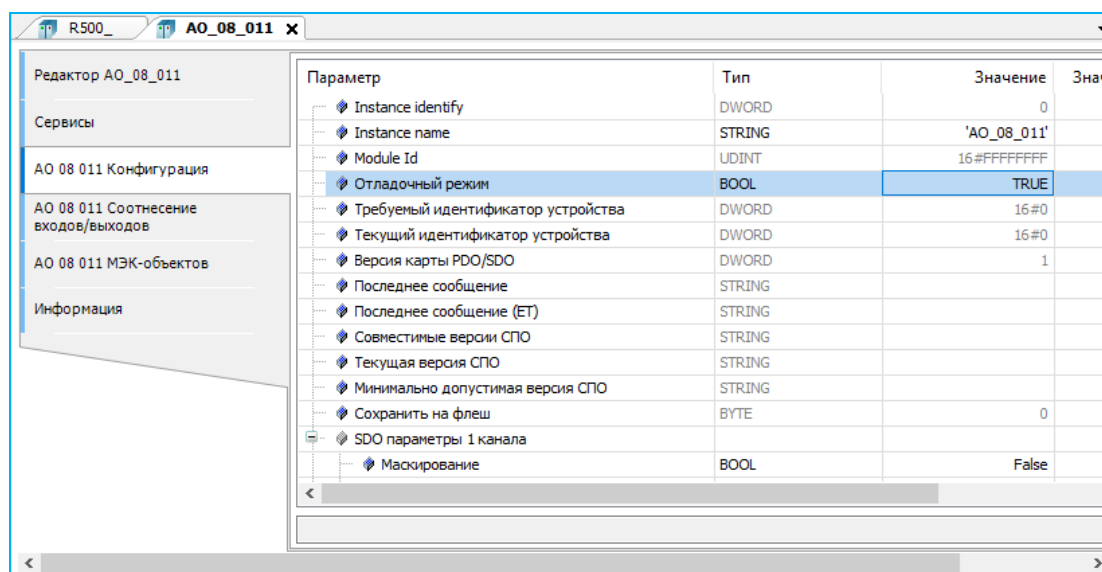 R500_ AO_08_011
Редактор AO_08_011
Сервисы
AO 08 011 Конфигурация
AO 08 011 Соотнесение
входов/выходов
AO 08 011 МЭК-объектов
Информация
Параметр Тип Значение Знач
Instance identify DWORD 0
Instance name STRING 'AO_08_011'
Module Id UDINT 16#FFFFFFFF
Отладочный режим BOOL TRUE
Требуемый идентификатор устройства DWORD 16#0
Текущий идентификатор устройства DWORD 16#0
Версия карты PDO/SDO DWORD 1
Последнее сообщение STRING
Последнее сообщение (ET) STRING
Совместимые версии СПО STRING
Текущая версия СПО STRING
Минимально допустимая версия СПО STRING
Сохранить на флеш BYTE 0
SDO параметры 1 канала
Маскирование BOOL False